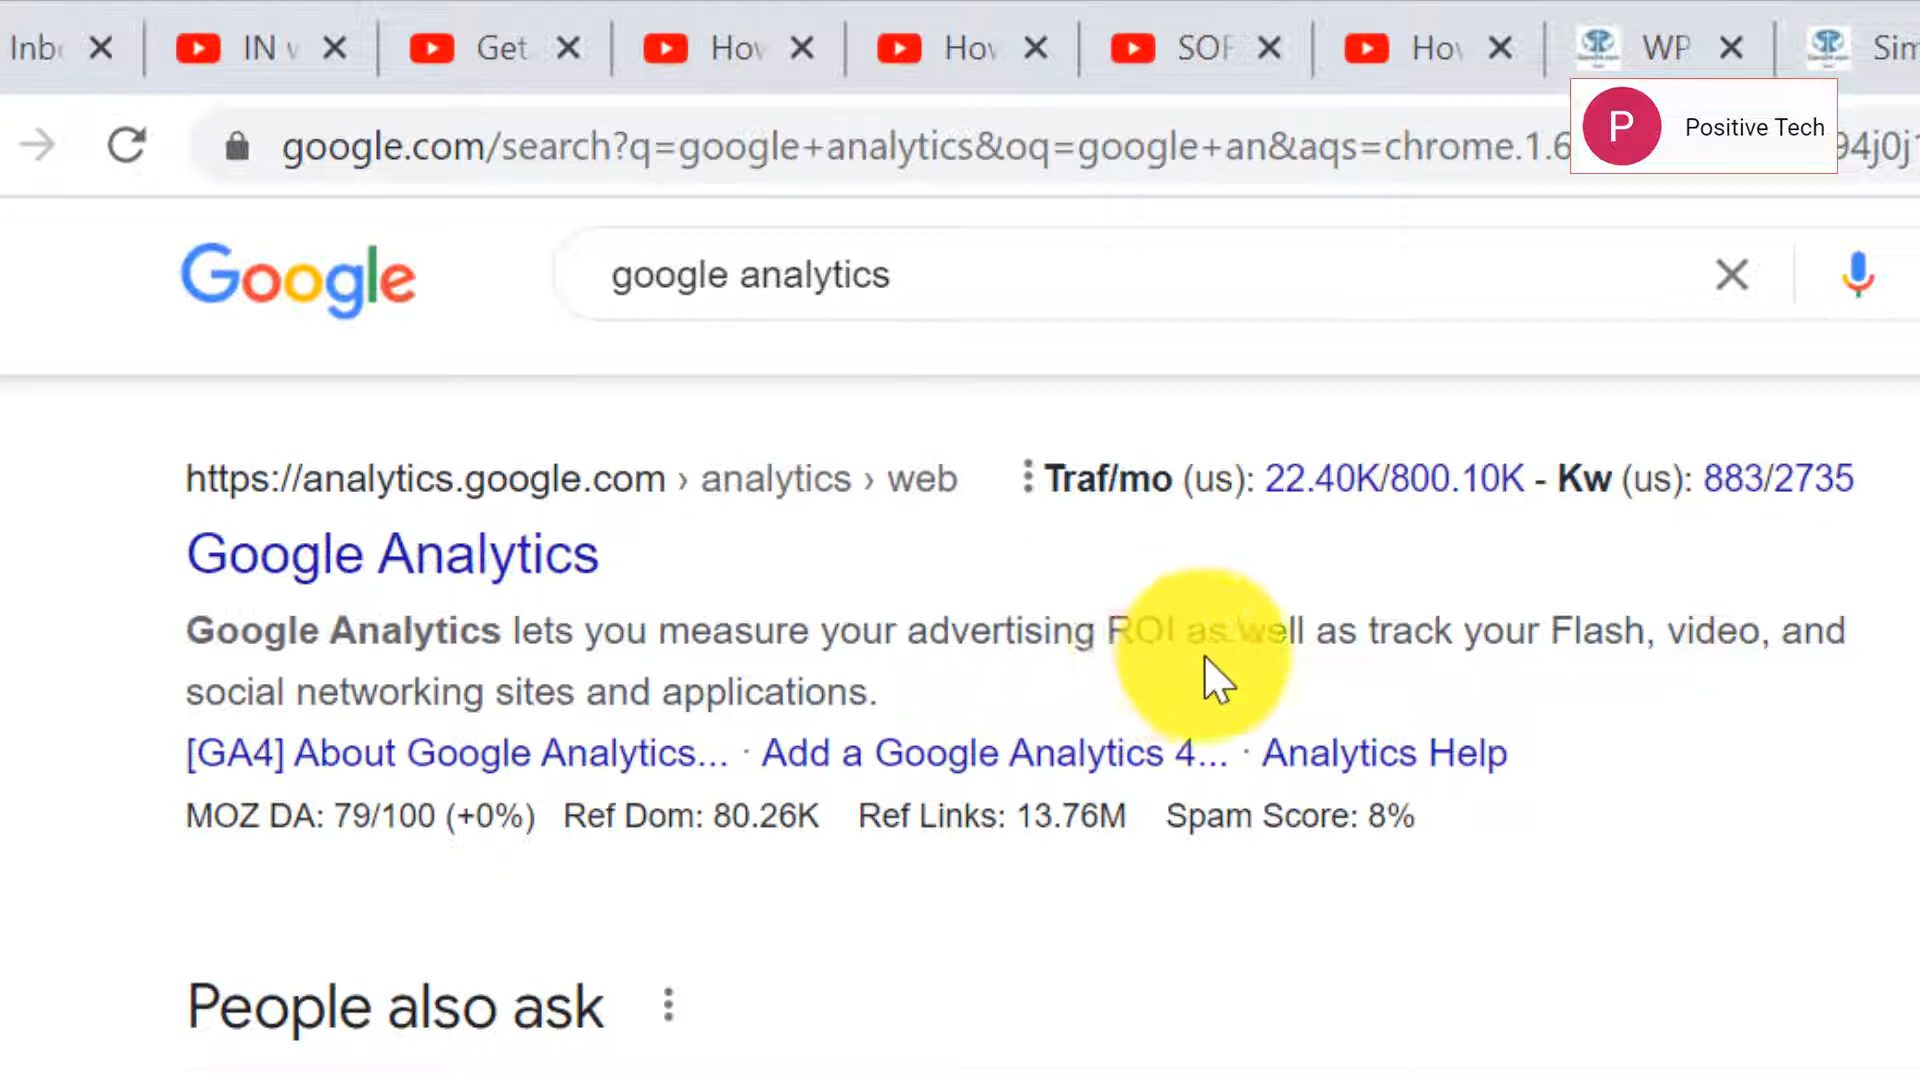 Inb IN Get Hov Hov SOF Hov WP Sim
google.com/search?q=google+analytics&oq=google+an&aqs=chrome.1.6 94j0j
P Positive Tech
Google google analytics
https://analytics.google.com › analytics › web Traf/mo (us): 22.40K/800.10K - Kw (us): 883/2735
Google Analytics
Google Analytics lets you measure your advertising ROI as well as track your Flash, video, and
social networking sites and applications.
[GA4] About Google Analytics... · Add a Google Analytics 4... · Analytics Help
MOZ DA: 79/100 (+0%) Ref Dom: 80.26K Ref Links: 13.76M Spam Score: 8%
People also ask